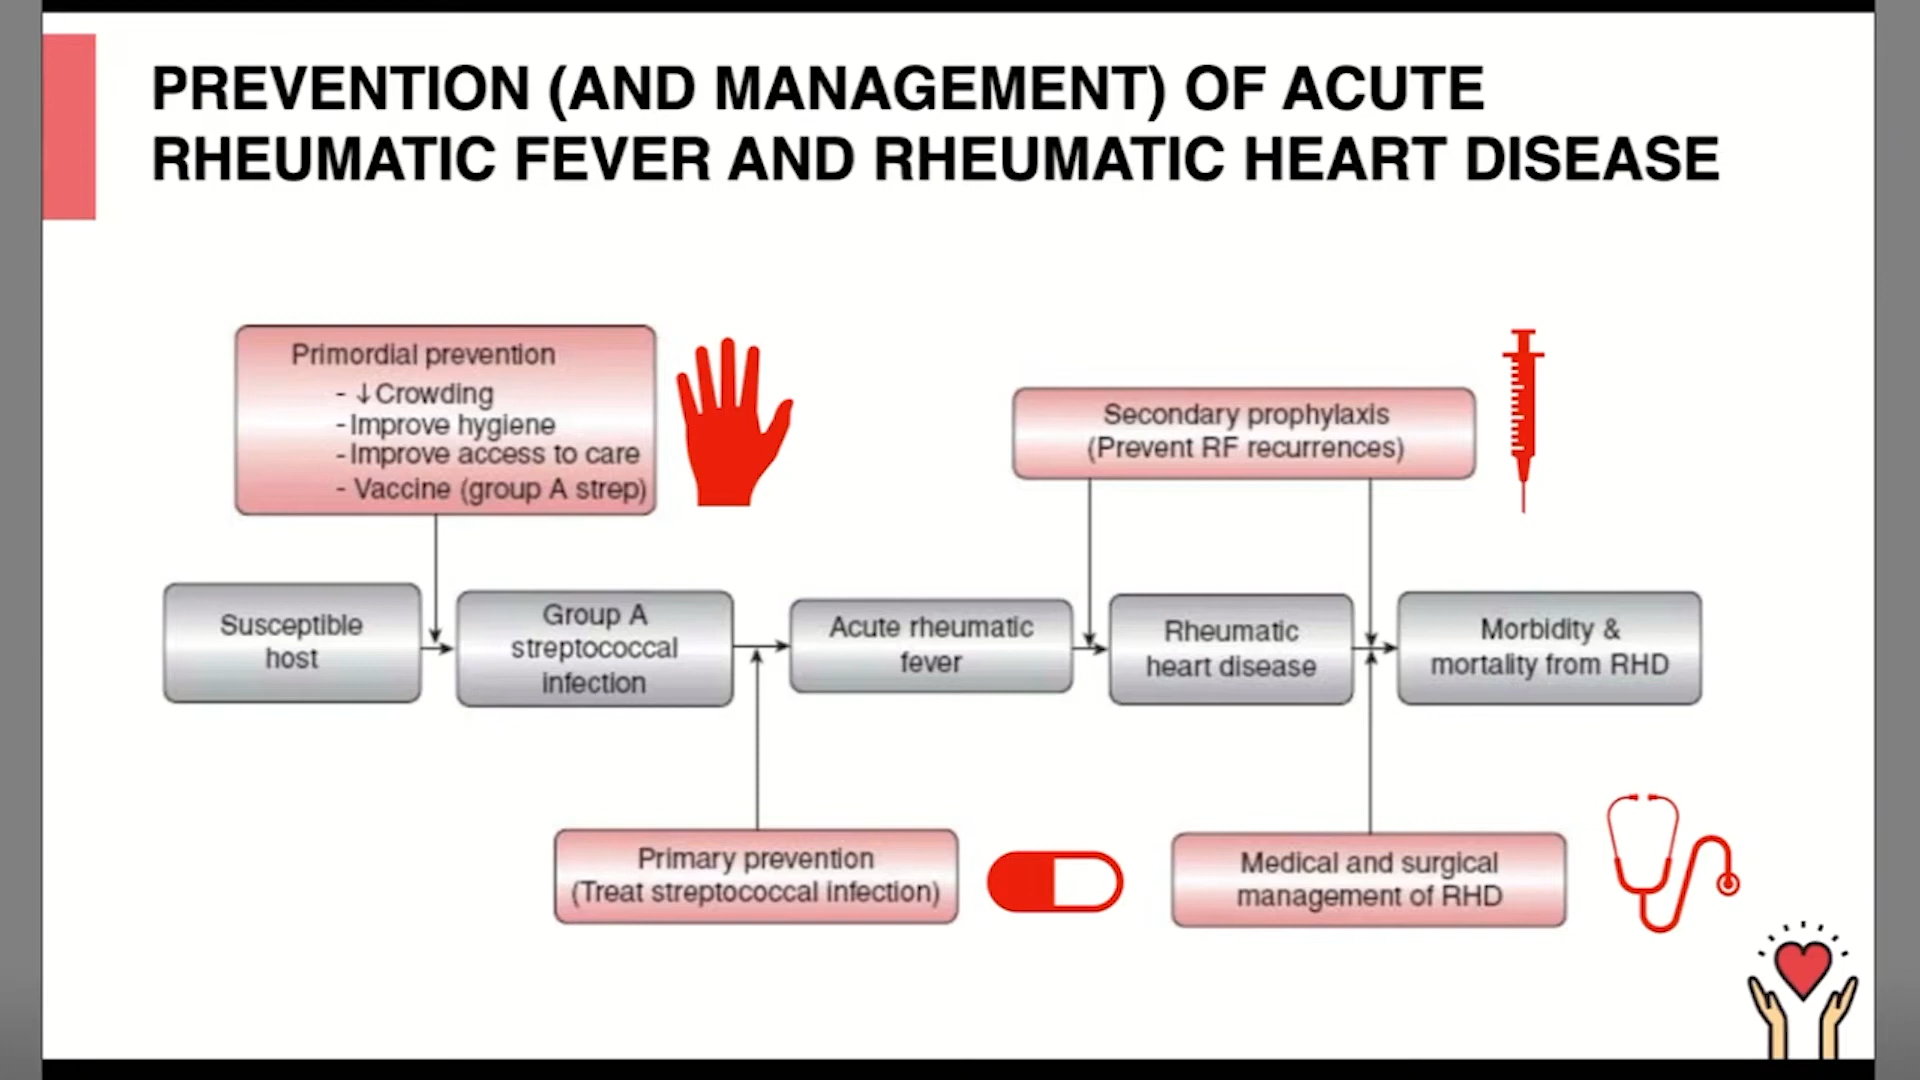 PREVENTION (AND MANAGEMENT) OF ACUTE
RHEUMATIC FEVER AND RHEUMATIC HEART DISEASE
Primordial prevention
- ↓Crowding
- Improve hygiene
- Improve access to care
- Vaccine (group A strep)
Secondary prophylaxis
(Prevent RF recurrences)
Susceptible
host
Group A
streptococcal
infection
Acute rheumatic
fever
Rheumatic
heart disease
Morbidity &
mortality from RHD
Primary prevention
(Treat streptococcal infection)
Medical and surgical
management of RHD